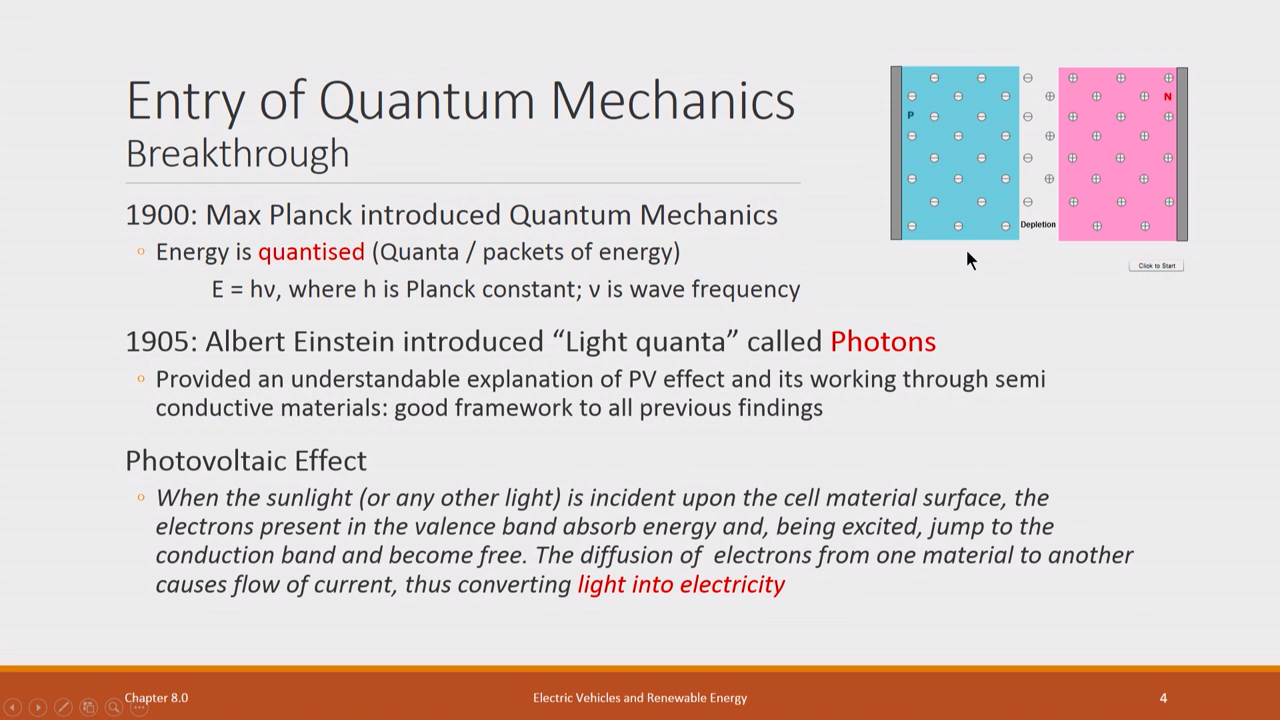 Entry of Quantum Mechanics
Breakthrough
P
N
Depletion
Click to Start
1900: Max Planck introduced Quantum Mechanics
Energy is quantised (Quanta / packets of energy)
E = hν, where h is Planck constant; ν is wave frequency
1905: Albert Einstein introduced “Light quanta” called Photons
Provided an understandable explanation of PV effect and its working through semi
conductive materials: good framework to all previous findings
Photovoltaic Effect
When the sunlight (or any other light) is incident upon the cell material surface, the
electrons present in the valence band absorb energy and, being excited, jump to the
conduction band and become free. The diffusion of electrons from one material to another
causes flow of current, thus converting light into electricity
Chapter 8.0
Electric Vehicles and Renewable Energy
4